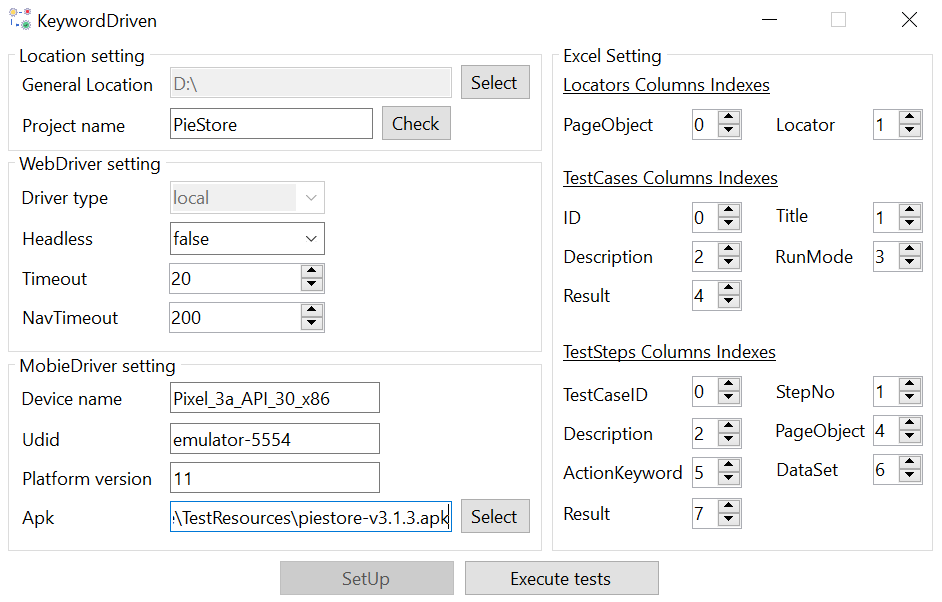 KeywordDriven
Location setting
General Location D:\ Select
Project name PieStore Check
WebDriver setting
Driver type local
Headless false
Timeout 20
NavTimeout 200
MobieDriver setting
Device name Pixel_3a_API_30_x86
Udid emulator-5554
Platform version 11
Apk \TestResources\piestore-v3.1.3.apk Select
Excel Setting
Locators Columns Indexes
PageObject 0 Locator 1
TestCases Columns Indexes
ID 0 Title 1
Description 2 RunMode 3
Result 4
TestSteps Columns Indexes
TestCaseID 0 StepNo 1
Description 2 PageObject 4
ActionKeyword 5 DataSet 6
Result 7
SetUp Execute tests